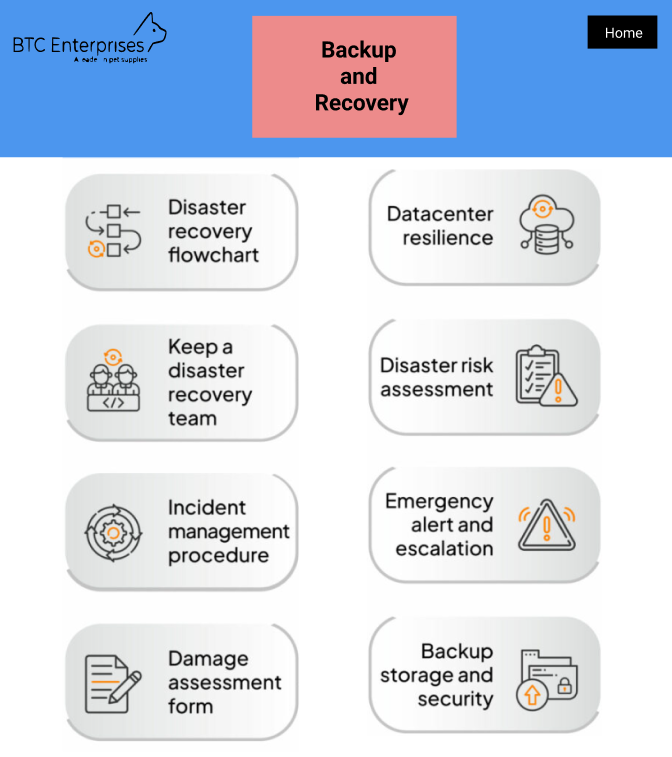 BTC Enterprises
A leader in pet supplies
Backup
and
Recovery
Home
Disaster
recovery
flowchart
Datacenter
resilience
Keep a
disaster
recovery
team
</>
Disaster risk
assessment
Incident
management
procedure
Emergency
alert and
escalation
Damage
assessment
form
Backup
storage and
security